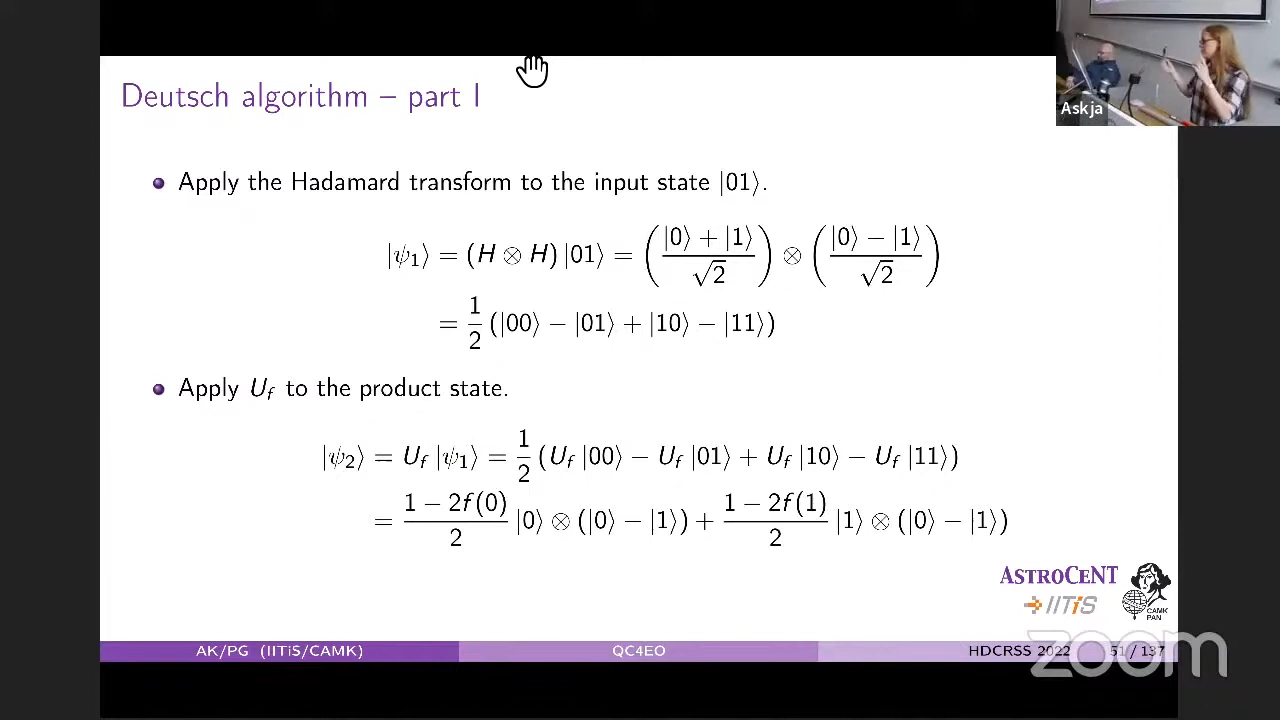 Deutsch algorithm – part I
Askja
Apply the Hadamard transform to the input state |01⟩.
|ψ₁⟩ = (H ⊗ H) |01⟩ = ( (|0⟩ + |1⟩)/√2 ) ⊗ ( (|0⟩ − |1⟩)/√2 )
= 1/2 (|00⟩ − |01⟩ + |10⟩ − |11⟩)
Apply U_f to the product state.
|ψ₂⟩ = U_f |ψ₁⟩ = 1/2 (U_f |00⟩ − U_f |01⟩ + U_f |10⟩ − U_f |11⟩)
= (1 − 2f(0))/2 |0⟩ ⊗ (|0⟩ − |1⟩) + (1 − 2f(1))/2 |1⟩ ⊗ (|0⟩ − |1⟩)
ASTROCENT
IITIS
CAMK
PAN
AK/PG (IITiS/CAMK) QC4EO HDCRSS 2022 51 / 137
zoom